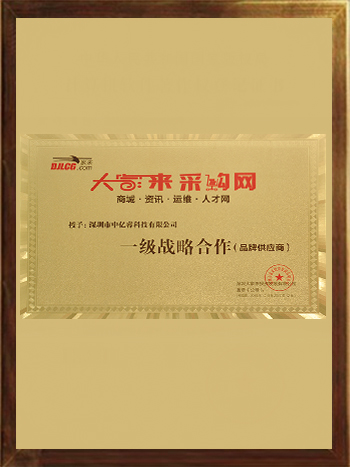 DJLCG
.com
大家来采购网
商城·资讯·运维·人才网
授予:深圳市中亿睿科技有限公司
一级战略合作(品牌供应商)